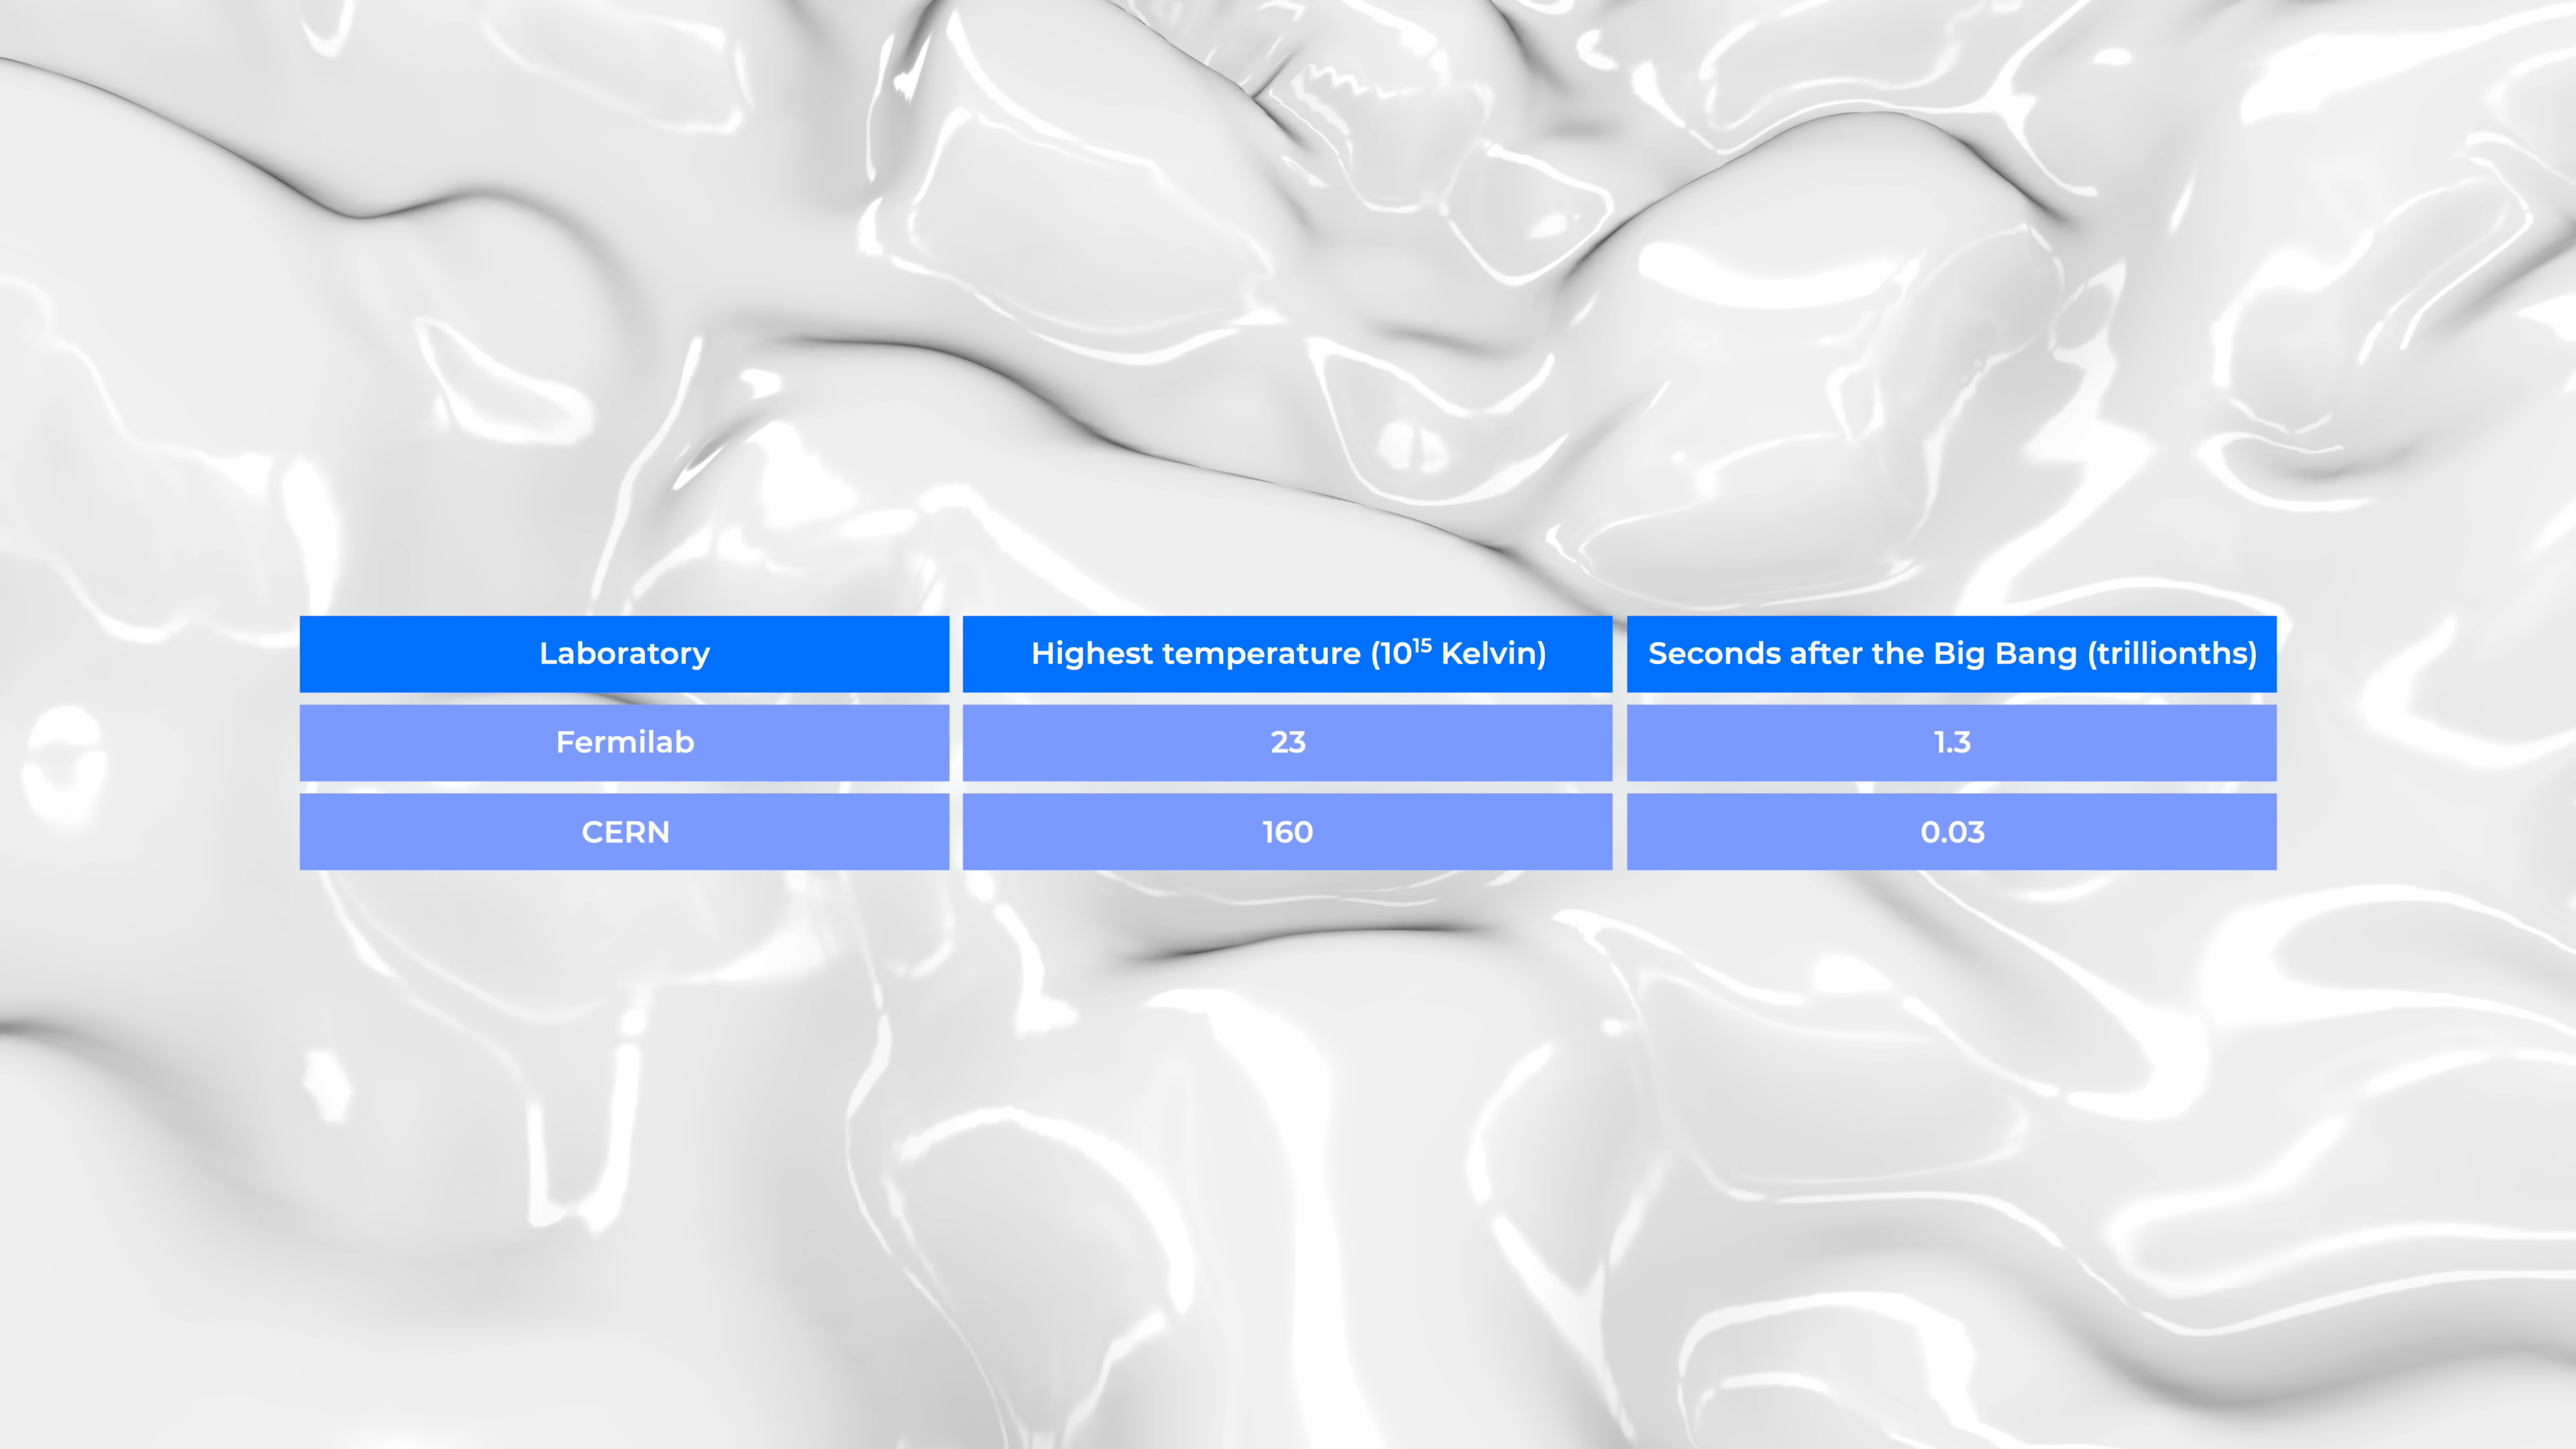 Laboratory
Highest temperature (10¹⁵ Kelvin)
Seconds after the Big Bang (trillionths)
Fermilab
23
1.3
CERN
160
0.03